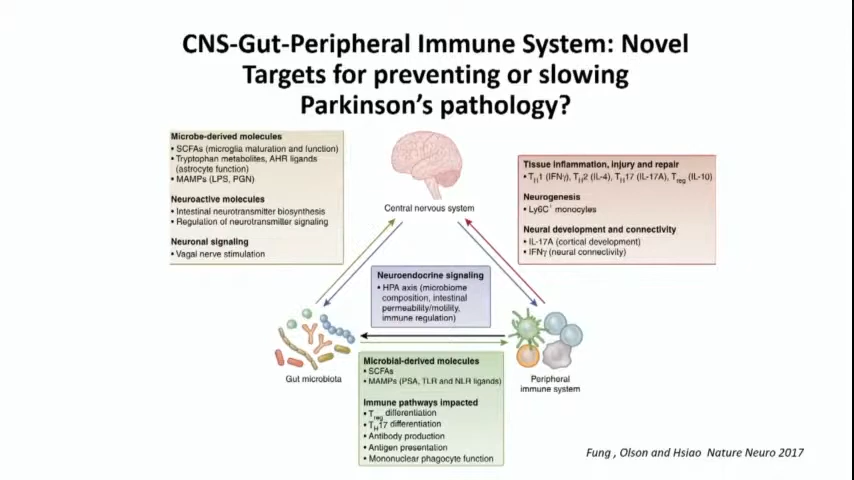 CNS-Gut-Peripheral Immune System: Novel
Targets for preventing or slowing
Parkinson's pathology?
Microbe-derived molecules
• SCFAs (microglia maturation and function)
• Tryptophan metabolites, AHR ligands
(astrocyte function)
• MAMPs (LPS, PGN)
Neuroactive molecules
• Intestinal neurotransmitter biosynthesis
• Regulation of neurotransmitter signaling
Neuronal signaling
• Vagal nerve stimulation
Central nervous system
Tissue inflammation, injury and repair
• TH1 (IFNγ), TH2 (IL-4), TH17 (IL-17A), Treg (IL-10)
Neurogenesis
• Ly6C+ monocytes
Neural development and connectivity
• IL-17A (cortical development)
• IFNγ (neural connectivity)
Neuroendocrine signaling
• HPA axis (microbiome
composition, intestinal
permeability/motility,
immune regulation)
Gut microbiota
Peripheral
immune system
Microbial-derived molecules
• SCFAs
• MAMPs (PSA, TLR and NLR ligands)
Immune pathways impacted
• Treg differentiation
• TH17 differentiation
• Antibody production
• Antigen presentation
• Mononuclear phagocyte function
Fung , Olson and Hsiao Nature Neuro 2017